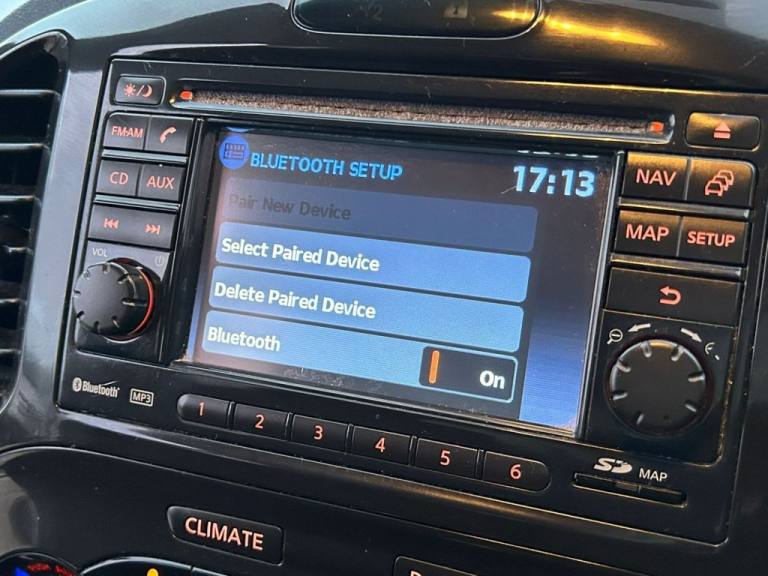 FM·AM
CD
AUX
VOL
Bluetooth
MP3
BLUETOOTH SETUP
17:13
Pair New Device
Select Paired Device
Delete Paired Device
Bluetooth
On
NAV
MAP
SETUP
1
2
3
4
5
6
SD
MAP
CLIMATE